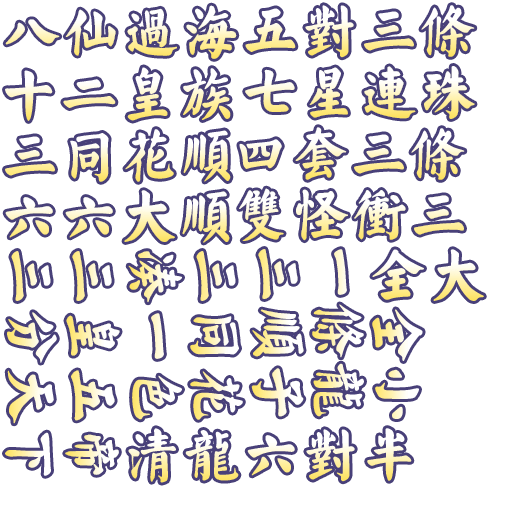 八仙過海五對三條
十二皇族七星連珠
三同花順四套三條
六六大順雙怪衝三
三三湊三三一全大
分皇一同順條全
天五色花子龍小
下帝清龍六對半